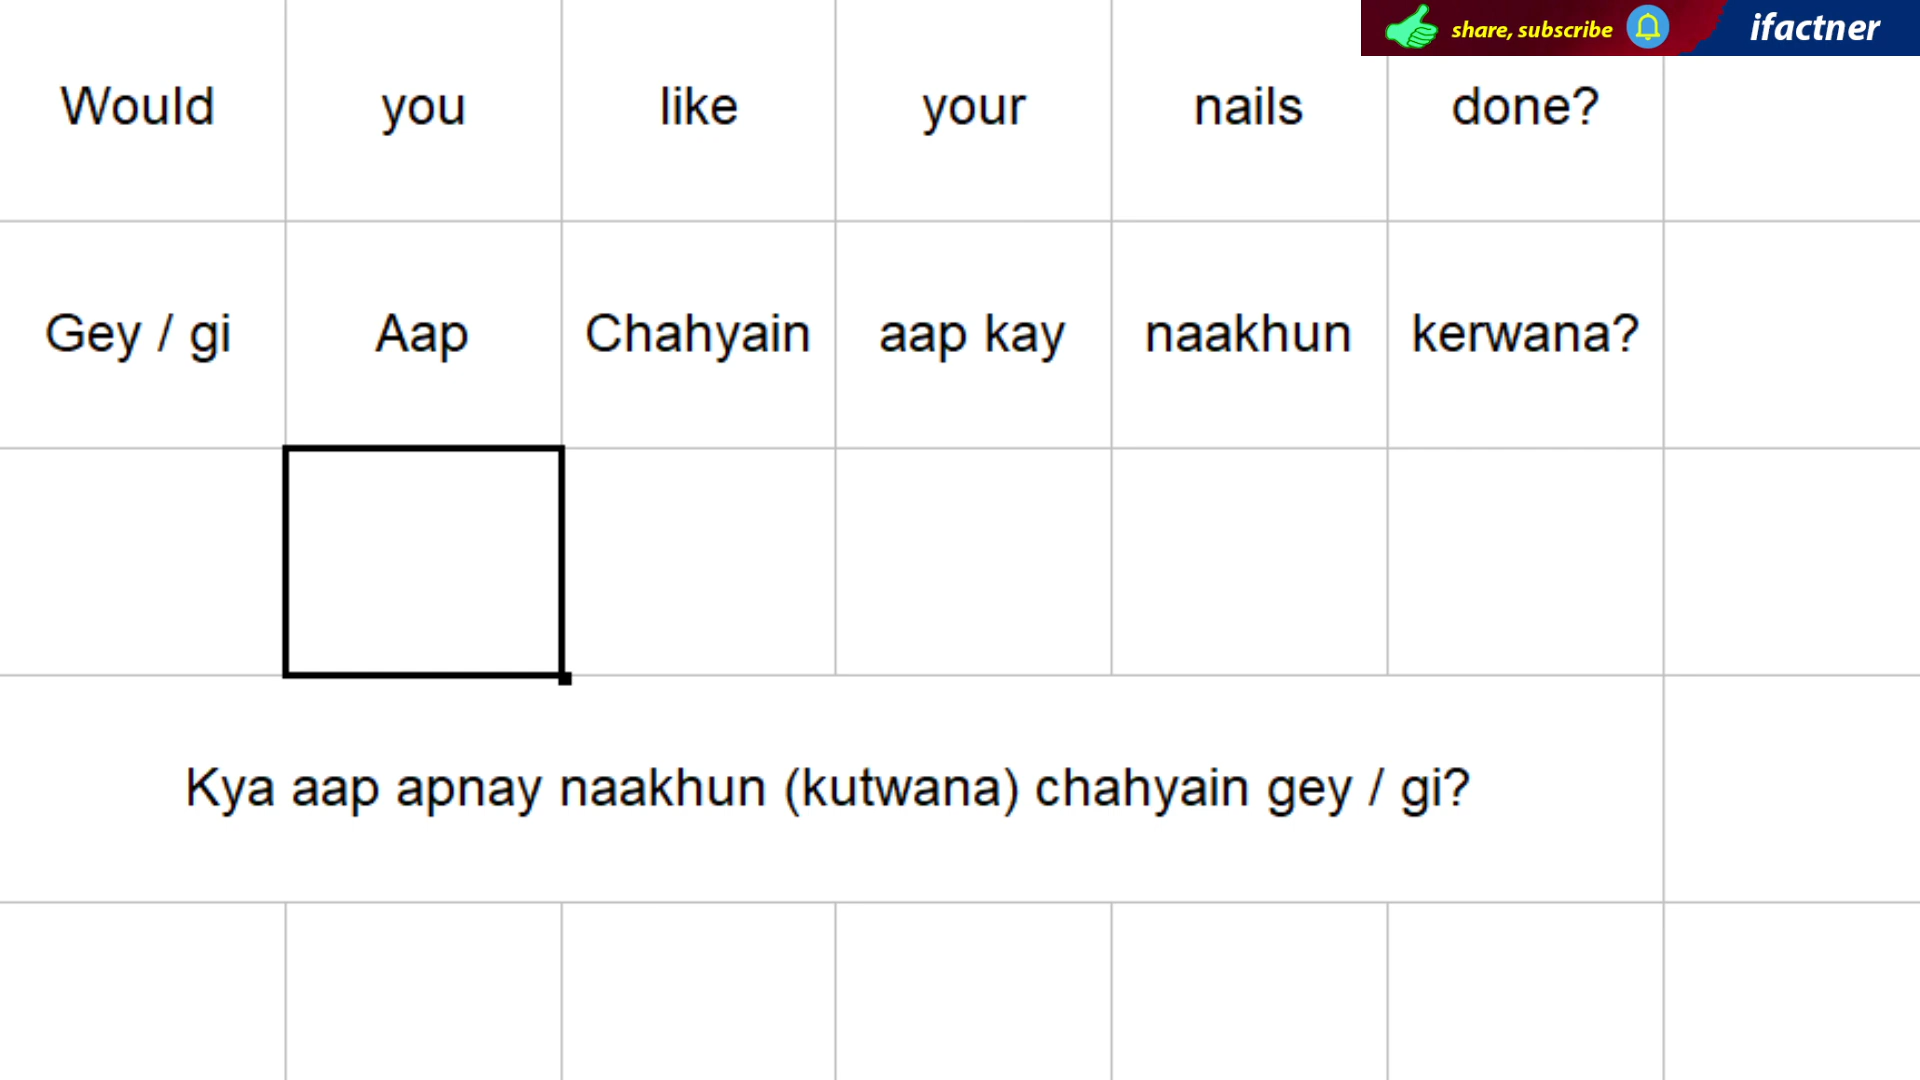 share, subscribe ifactner
Would you like your nails done?
Gey / gi Aap Chahyain aap kay naakhun kerwana?
Kya aap apnay naakhun (kutwana) chahyain gey / gi?